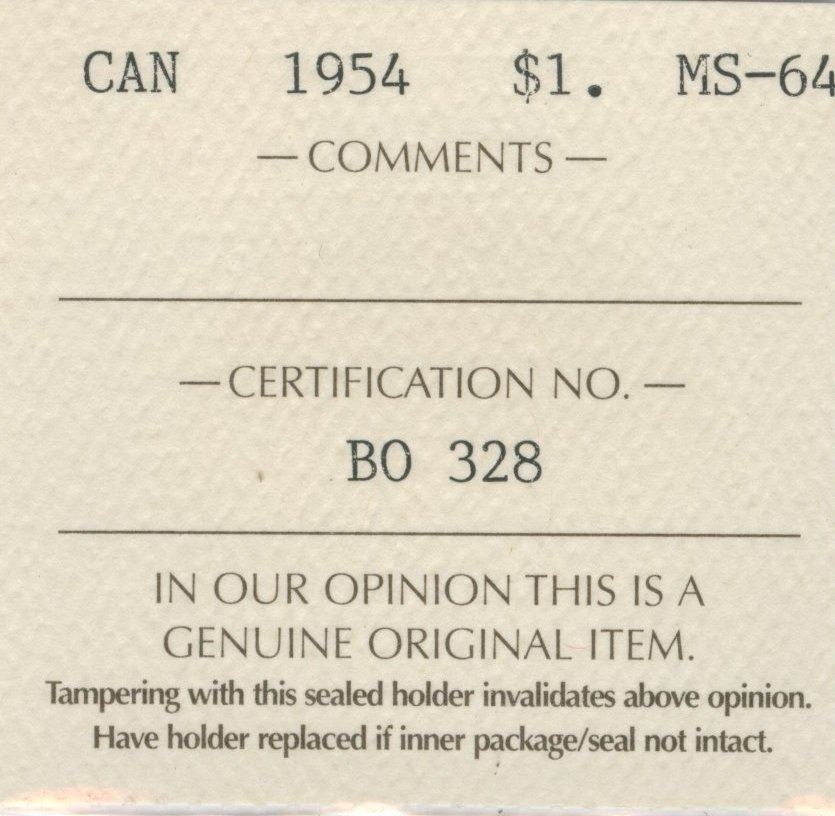 CAN 1954 $1. MS-64
— COMMENTS —
— CERTIFICATION NO. —
BO 328
IN OUR OPINION THIS IS A
GENUINE ORIGINAL ITEM.
Tampering with this sealed holder invalidates above opinion.
Have holder replaced if inner package/seal not intact.